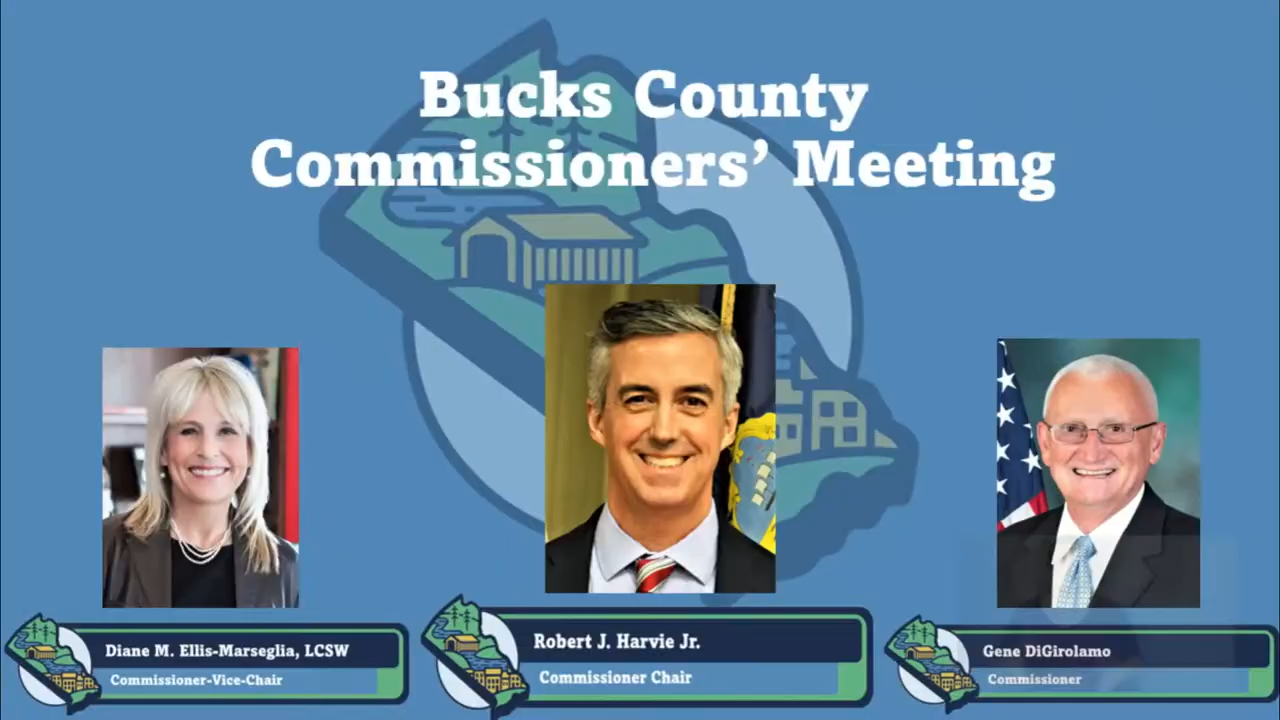 Bucks County
Commissioners’ Meeting
Diane M. Ellis-Marseglia, LCSW
Commissioner-Vice-Chair
Robert J. Harvie Jr.
Commissioner Chair
Gene DiGirolamo
Commissioner